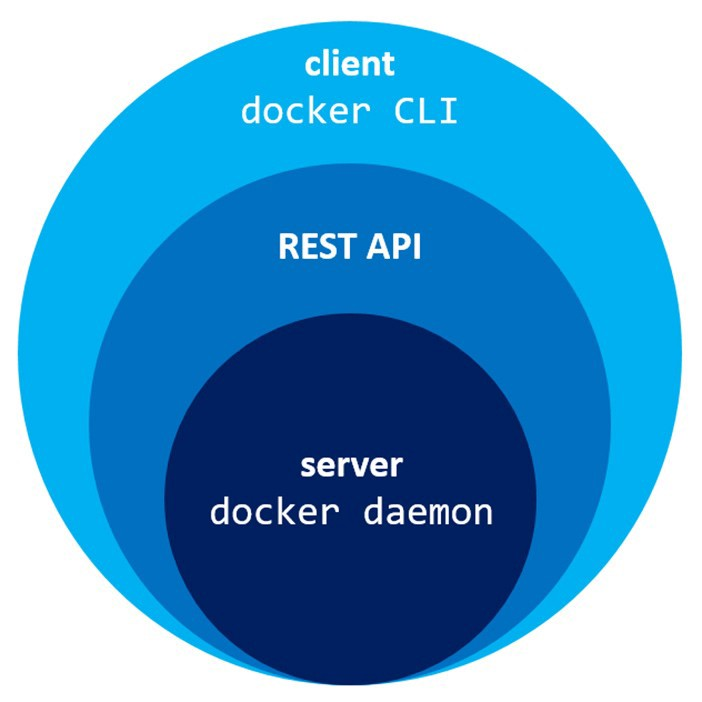 client
docker CLI
REST API
server
docker daemon